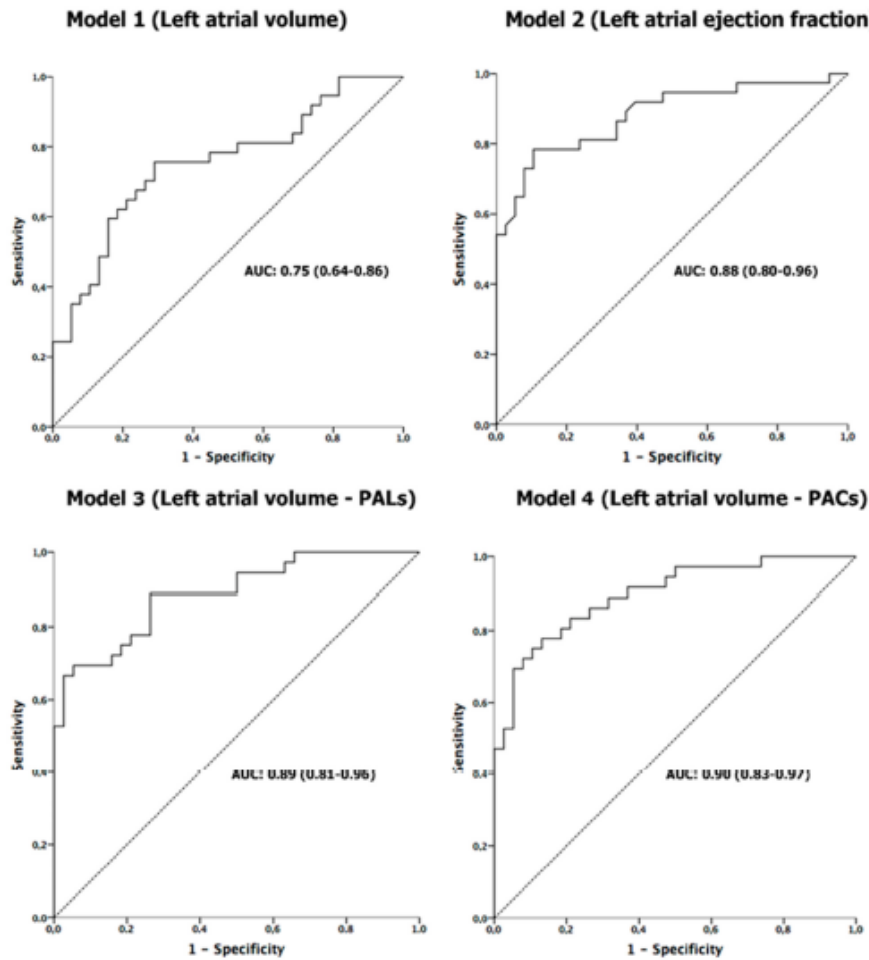 Model 1 (Left atrial volume)
Model 2 (Left atrial ejection fraction
1,0
0,8
0,6
0,4
0,2
0,0
Sensitivity
AUC: 0.75 (0.64-0.86)
0,0 0,2 0,4 0,6 0,8 1,0
1 - Specificity
1,0
0,8
0,6
0,4
0,2
0,0
Sensitivity
AUC: 0.88 (0.80-0.96)
0,0 0,2 0,4 0,6 0,8 1,0
1 - Specificity
Model 3 (Left atrial volume - PALs)
Model 4 (Left atrial volume - PACs)
1,0
0,8
0,6
0,4
0,2
0,0
Sensitivity
AUC: 0.89 (0.81-0.96)
0,0 0,2 0,4 0,6 0,8 1,0
1 - Specificity
1,0
0,8
0,6
0,4
0,2
0,0
Sensitivity
AUC: 0.90 (0.83-0.97)
0,0 0,2 0,4 0,6 0,8 1,0
1 - Specificity